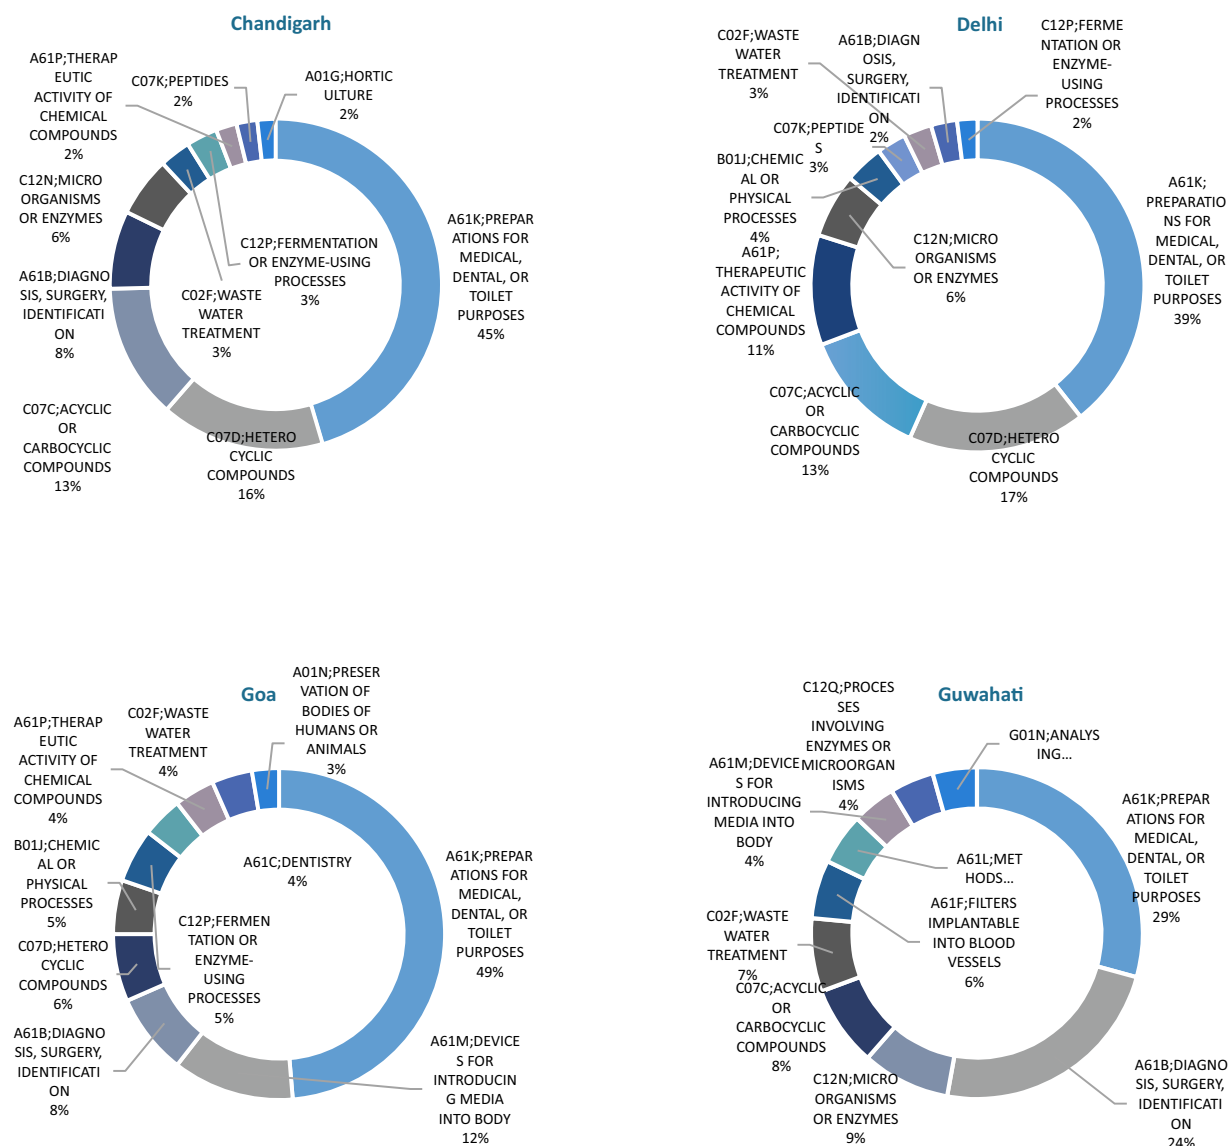 Chandigarh
A61P;THERAP
EUTIC
ACTIVITY OF
CHEMICAL
COMPOUNDS
2%
C07K;PEPTIDES
2%
A01G;HORTIC
ULTURE
2%
C12N;MICRO
ORGANISMS
OR ENZYMES
6%
A61K;PREPAR
ATIONS FOR
MEDICAL,
DENTAL, OR
TOILET
PURPOSES
45%
C12P;FERMENTATION
OR ENZYME-USING
PROCESSES
3%
A61B;DIAGNO
SIS, SURGERY,
IDENTIFICATI
ON
8%
C02F;WASTE
WATER
TREATMENT
3%
C07C;ACYCLIC
OR
CARBOCYCLIC
COMPOUNDS
13%
C07D;HETERO
CYCLIC
COMPOUNDS
16%
Delhi
C02F;WASTE
WATER
TREATMENT
3%
A61B;DIAGN
OSIS,
SURGERY,
IDENTIFICATI
ON
2%
C12P;FERME
NTATION OR
ENZYME-
USING
PROCESSES
2%
C07K;PEPTIDE
S
3%
B01J;CHEMIC
AL OR
PHYSICAL
PROCESSES
4%
A61K;
PREPARATIO
NS FOR
MEDICAL,
DENTAL, OR
TOILET
PURPOSES
39%
C12N;MICRO
ORGANISMS
OR ENZYMES
6%
A61P;
THERAPEUTIC
ACTIVITY OF
CHEMICAL
COMPOUNDS
11%
C07C;ACYCLIC
OR
CARBOCYCLIC
COMPOUNDS
13%
C07D;HETERO
CYCLIC
COMPOUNDS
17%
Goa
A01N;PRESER
VATION OF
BODIES OF
HUMANS OR
ANIMALS
3%
C02F;WASTE
WATER
TREATMENT
4%
A61P;THERAP
EUTIC
ACTIVITY OF
CHEMICAL
COMPOUNDS
4%
B01J;CHEMIC
AL OR
PHYSICAL
PROCESSES
5%
A61C;DENTISTRY
4%
A61K;PREPAR
ATIONS FOR
MEDICAL,
DENTAL, OR
TOILET
PURPOSES
49%
C12P;FERMEN
TATION OR
ENZYME-
USING
PROCESSES
5%
C07D;HETERO
CYCLIC
COMPOUNDS
6%
A61B;DIAGNO
SIS, SURGERY,
IDENTIFICATI
ON
8%
A61M;DEVICE
S FOR
INTRODUCIN
G MEDIA
INTO BODY
12%
Guwahati
C12Q;PROCES
SES
INVOLVING
ENZYMES OR
MICROORGAN
ISMS
4%
G01N;ANALYS
ING...
A61M;DEVICE
S FOR
INTRODUCING
MEDIA INTO
BODY
4%
A61K;PREPAR
ATIONS FOR
MEDICAL,
DENTAL, OR
TOILET
PURPOSES
29%
A61L;MET
HODS...
A61F;FILTERS
IMPLANTABLE
INTO BLOOD
VESSELS
6%
C02F;WASTE
WATER
TREATMENT
7%
C07C;ACYCLIC
OR
CARBOCYCLIC
COMPOUNDS
8%
C12N;MICRO
ORGANISMS
OR ENZYMES
9%
A61B;DIAGNO
SIS, SURGERY,
IDENTIFICATI
ON
24%